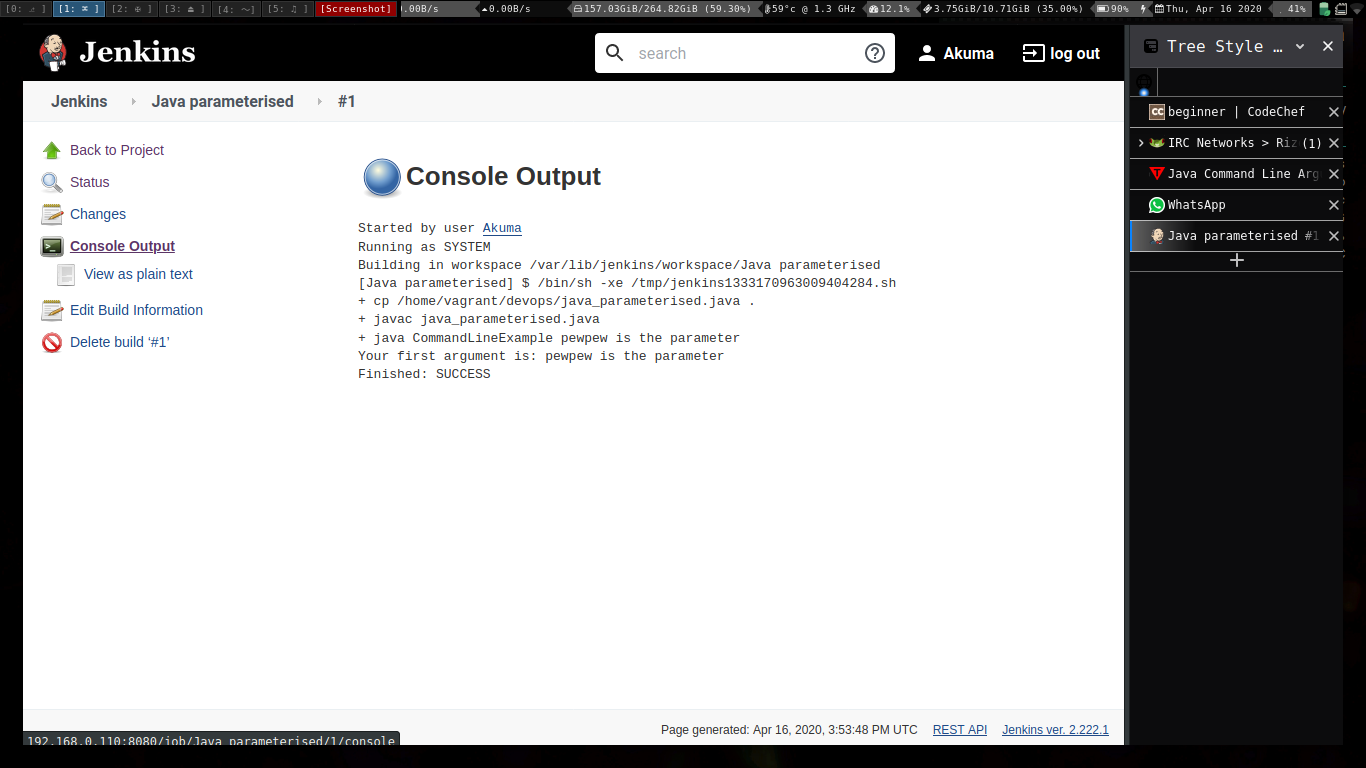 [0: ] [1: ] [2: ] [3: ] [4: ] [5: ] [Screenshot] .00B/s 0.00B/s 157.03GiB/264.82GiB (59.30%) 59°c @ 1.3 GHz 12.1% 3.75GiB/10.71GiB (35.00%) 90% Thu, Apr 16 2020 41%
Jenkins
search
Akuma
log out
Tree Style ...
Jenkins Java parameterised #1
Back to Project
Status
Changes
Console Output
View as plain text
Edit Build Information
Delete build ‘#1’
Console Output
Started by user Akuma
Running as SYSTEM
Building in workspace /var/lib/jenkins/workspace/Java parameterised
[Java parameterised] $ /bin/sh -xe /tmp/jenkins1333170963009404284.sh
+ cp /home/vagrant/devops/java_parameterised.java .
+ javac java_parameterised.java
+ java CommandLineExample pewpew is the parameter
Your first argument is: pewpew is the parameter
Finished: SUCCESS
CC beginner | CodeChef
IRC Networks > Riz (1)
Java Command Line Arg
WhatsApp
Java parameterised #1
Page generated: Apr 16, 2020, 3:53:48 PM UTC REST API Jenkins ver. 2.222.1
192.168.0.110:8080/job/Java parameterised/1/console